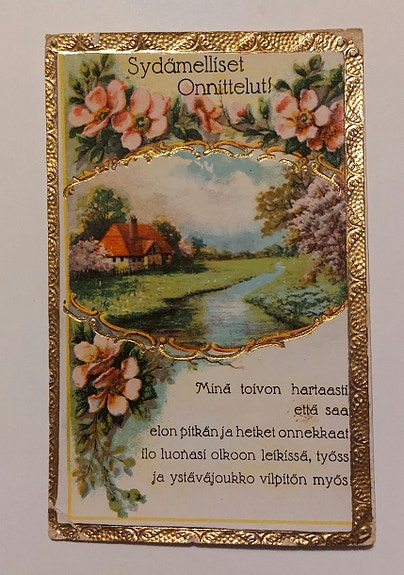 Sydämelliset
Onnittelut!
Minä toivon hartaasti
että saa
elon pitkän ja hetket onnekkaat
ilo luonasi olkoon leikissä, työss
ja ystäväjoukko vilpitön myös